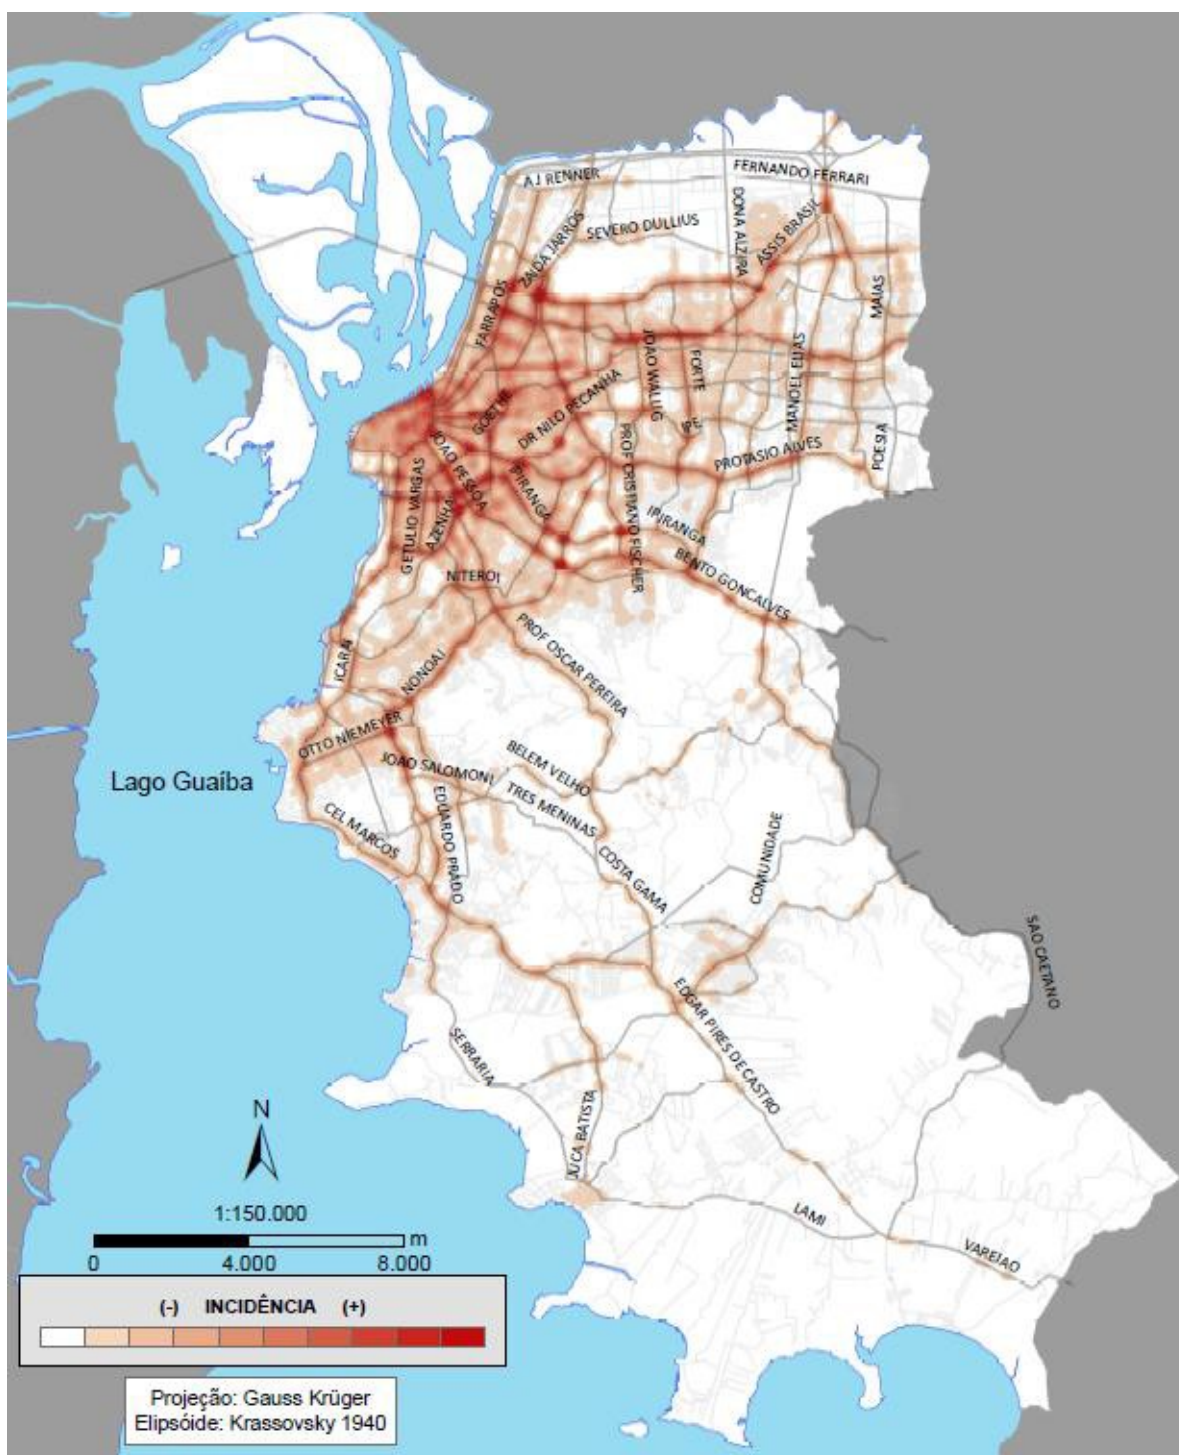 FERNANDO FERRARI
A J RENNER
DONA ALZIRA
ASSIS BRASIL
SEVERO DULLIUS
ZAIDA JARROS
MAIAS
FARRAPOS
JOAO WALLIG
FORTE
MANOEL ELIAS
GOETHE
DR NILO PECANHA
IPE
JOAO PESSOA
PROF CRISTIANO FISCHER
PROTASIO ALVES
POESIA
GETULIO VARGAS
AZENHA
IPIRANGA
IPIRANGA
BENTO GONCALVES
NITEROI
PROF OSCAR PEREIRA
ICARAI
NONOAI
OTTO NIEMEYER
Lago Guaíba
JOAO SALOMONI
BELEM VELHO
TRES MENINAS
CEL MARCOS
EDUARDO PRADO
COSTA GAMA
COMUNIDADE
SAO CAETANO
EDGAR PIRES DE CASTRO
SERRARIA
JUCA BATISTA
N
1:150.000
m
0 4.000 8.000
LAMI
VAREJAO
(-) INCIDÊNCIA (+)
Projeção: Gauss Krüger
Elipsóide: Krassovsky 1940